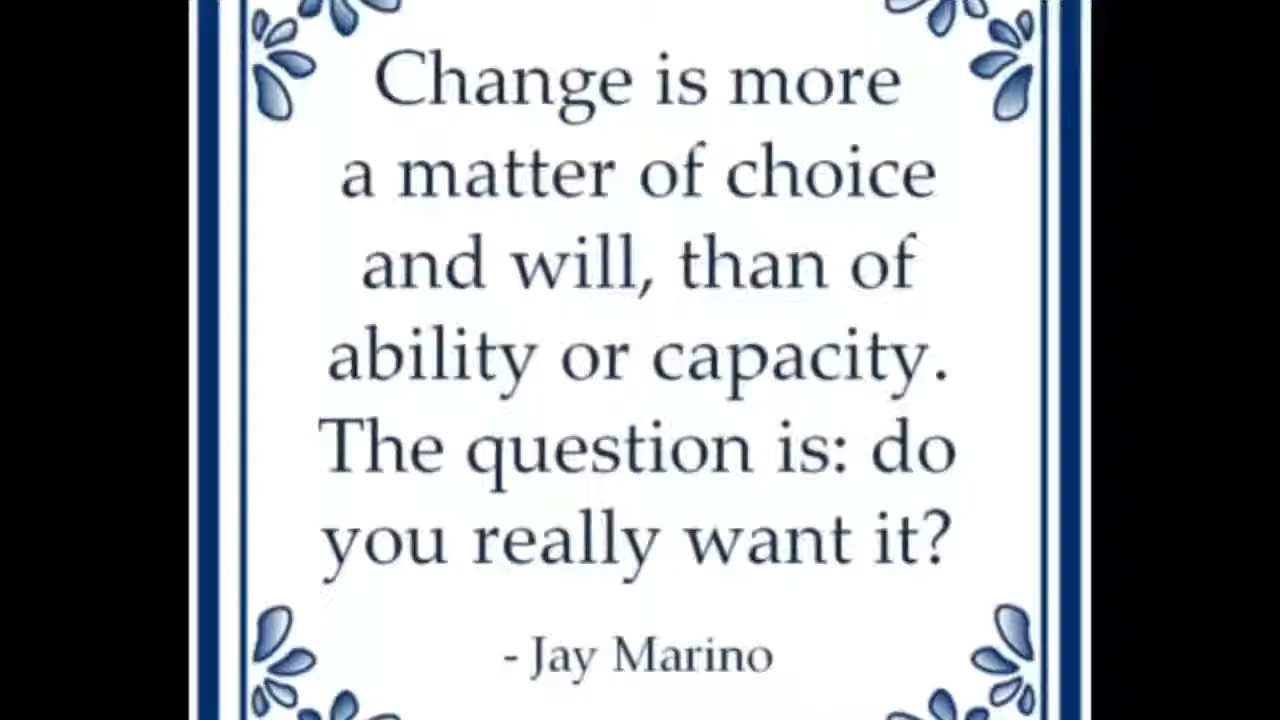 Change is more
a matter of choice
and will, than of
ability or capacity.
The question is: do
you really want it?
- Jay Marino